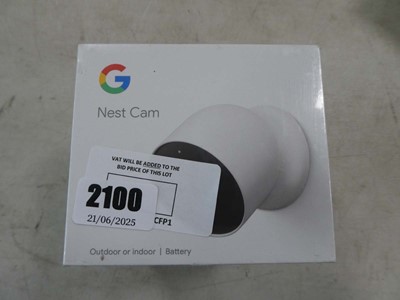 G
Nest Cam
VAT WILL BE ADDED TO THE
BID PRICE OF THIS LOT
2100
21/06/2025
CFP1
Outdoor or indoor | Battery